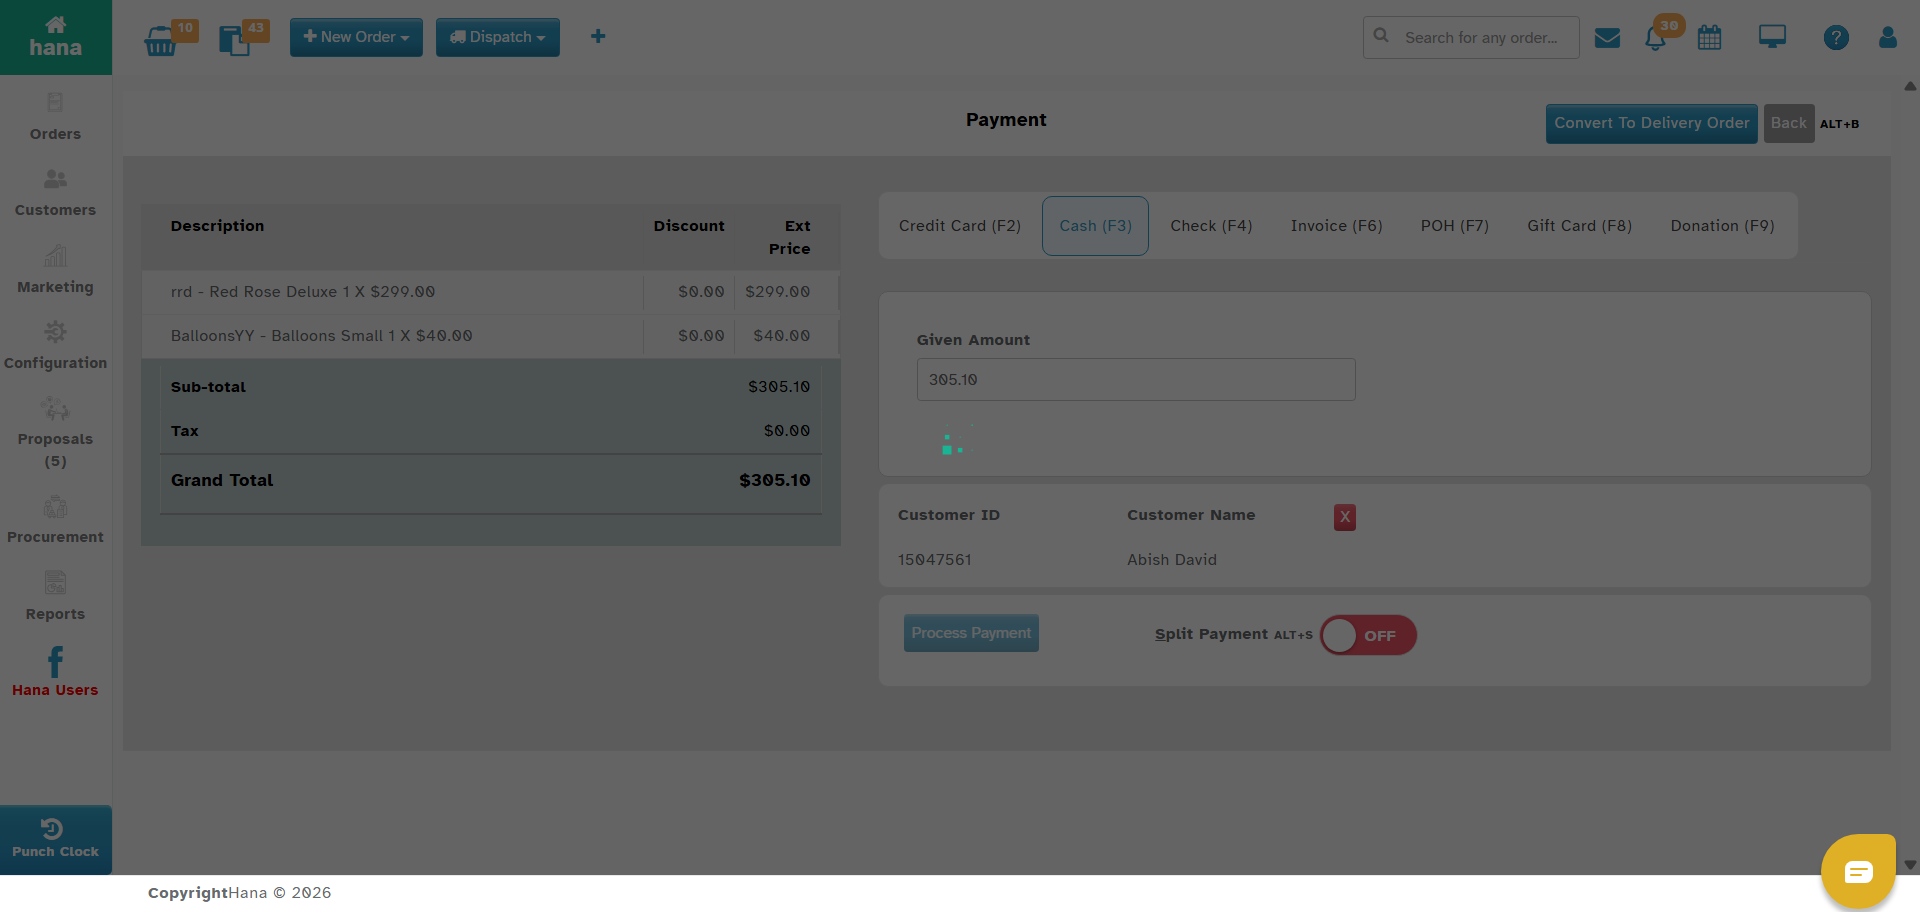 hana
10
43
New Order
Dispatch
Search for any order...
30
?
Orders
Customers
Marketing
Configuration
Proposals
(5)
Procurement
Reports
Hana Users
Punch Clock
Payment
Convert To Delivery Order
Back
ALT+B
Description
Discount
Ext
Price
rrd - Red Rose Deluxe 1 X $299.00
$0.00
$299.00
BalloonsYY - Balloons Small 1 X $40.00
$0.00
$40.00
Sub-total
$305.10
Tax
$0.00
Grand Total
$305.10
Credit Card (F2)
Cash (F3)
Check (F4)
Invoice (F6)
POH (F7)
Gift Card (F8)
Donation (F9)
Given Amount
305.10
Customer ID
Customer Name
X
15047561
Abish David
Process Payment
Split Payment ALT+S
OFF
CopyrightHana © 2026